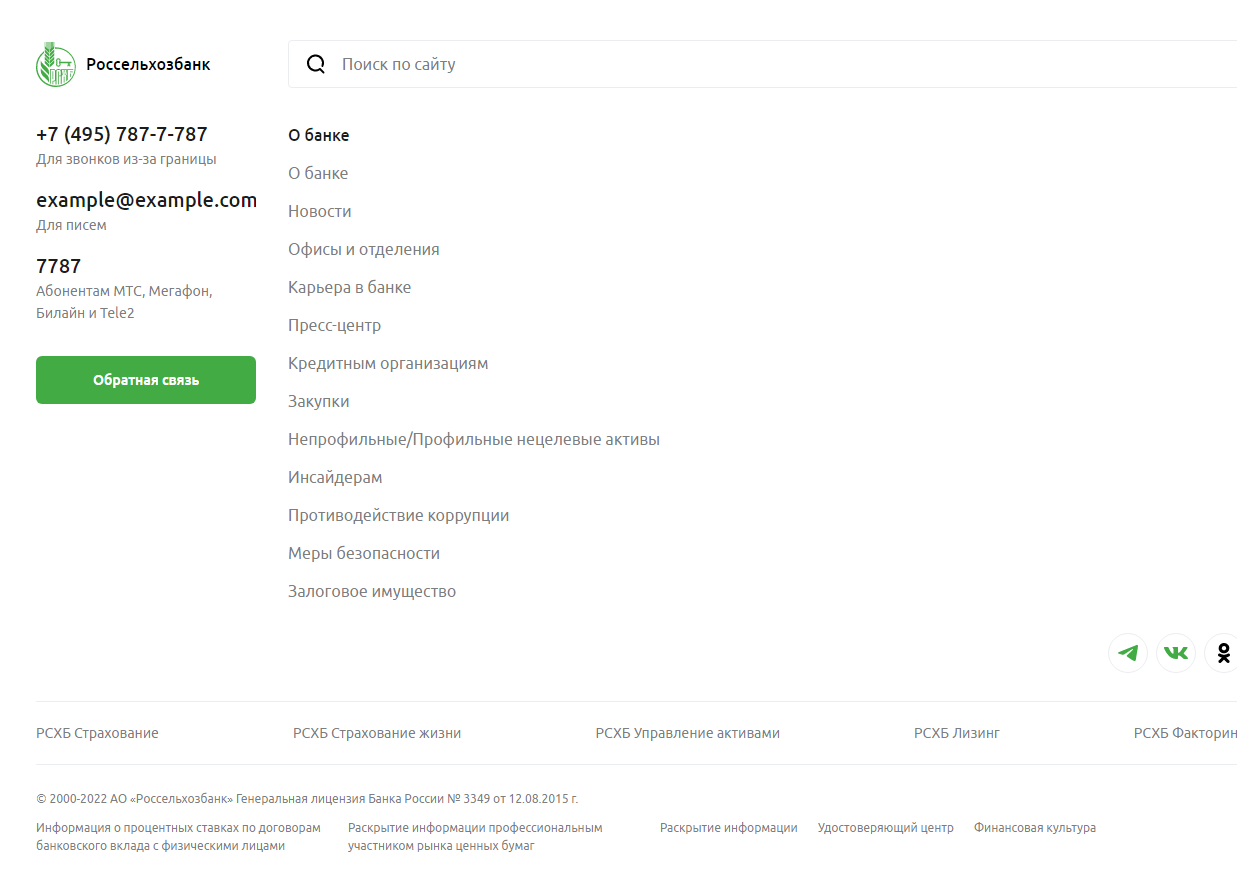 Россельхозбанк
Поиск по сайту
+7 (495) 787-7-787
Для звонков из-за границы
example@example.com
Для писем
7787
Абонентам МТС, Мегафон,
Билайн и Tele2
Обратная связь
О банке
О банке
Новости
Офисы и отделения
Карьера в банке
Пресс-центр
Кредитным организациям
Закупки
Непрофильные/Профильные нецелевые активы
Инсайдерам
Противодействие коррупции
Меры безопасности
Залоговое имущество
РСХБ Страхование
РСХБ Страхование жизни
РСХБ Управление активами
РСХБ Лизинг
РСХБ Факторин
© 2000-2022 АО «Россельхозбанк» Генеральная лицензия Банка России № 3349 от 12.08.2015 г.
Информация о процентных ставках по договорам
банковского вклада с физическими лицами
Раскрытие информации профессиональным
участником рынка ценных бумаг
Раскрытие информации
Удостоверяющий центр
Финансовая культура